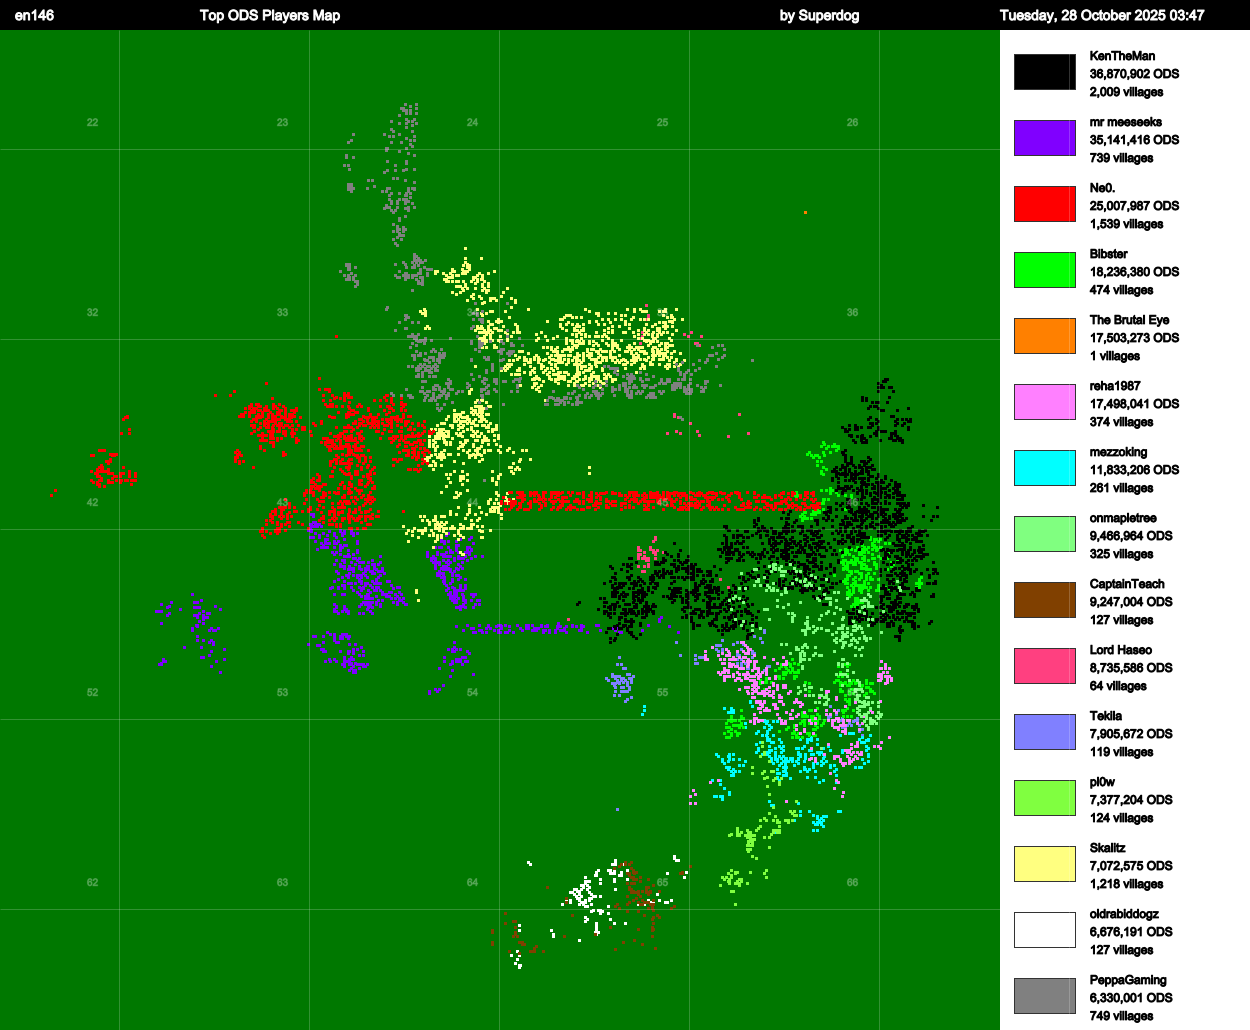 en146 Top ODS Players Map by Superdog Tuesday, 28 October 2025 03:47
KenTheMan
36,870,902 ODS
2,009 villages
22 23 24 25 26
mr meeseeks
35,141,416 ODS
739 villages
Ne0.
25,007,987 ODS
1,539 villages
Bibster
18,236,380 ODS
474 villages
32 33 36
The Brutal Eye
17,503,273 ODS
1 villages
reha1987
17,498,041 ODS
374 villages
mezzoking
11,833,206 ODS
261 villages
42 43 44 45
onmapletree
9,466,964 ODS
325 villages
CaptainTeach
9,247,004 ODS
127 villages
Lord Haseo
8,735,586 ODS
64 villages
52 53 54 55
Tekila
7,905,672 ODS
119 villages
pl0w
7,377,204 ODS
124 villages
Skalitz
7,072,575 ODS
1,218 villages
62 63 64 65 66
oldrabiddogz
6,676,191 ODS
127 villages
PeppaGaming
6,330,001 ODS
749 villages